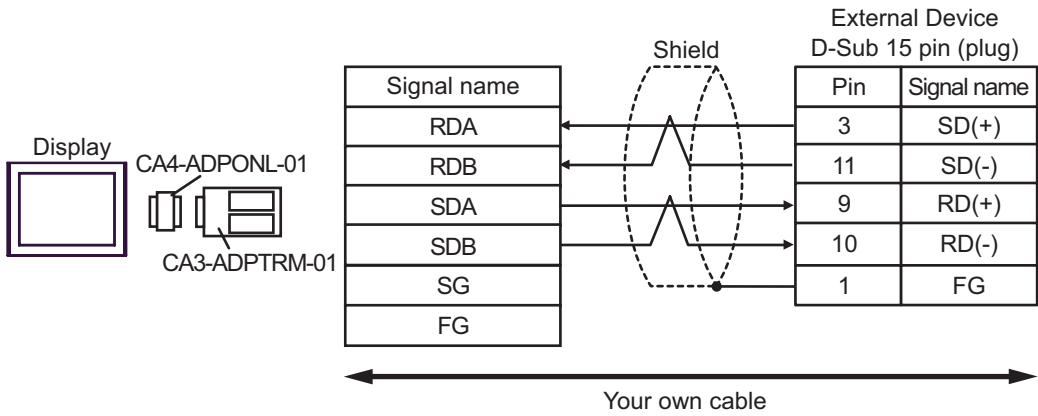 External Device
D-Sub 15 pin (plug)
Shield
Signal name
Pin Signal name
RDA 3 SD(+)
RDB 11 SD(-)
SDA 9 RD(+)
SDB 10 RD(-)
SG 1 FG
FG
Display
CA4-ADPONL-01
CA3-ADPTRM-01
Your own cable